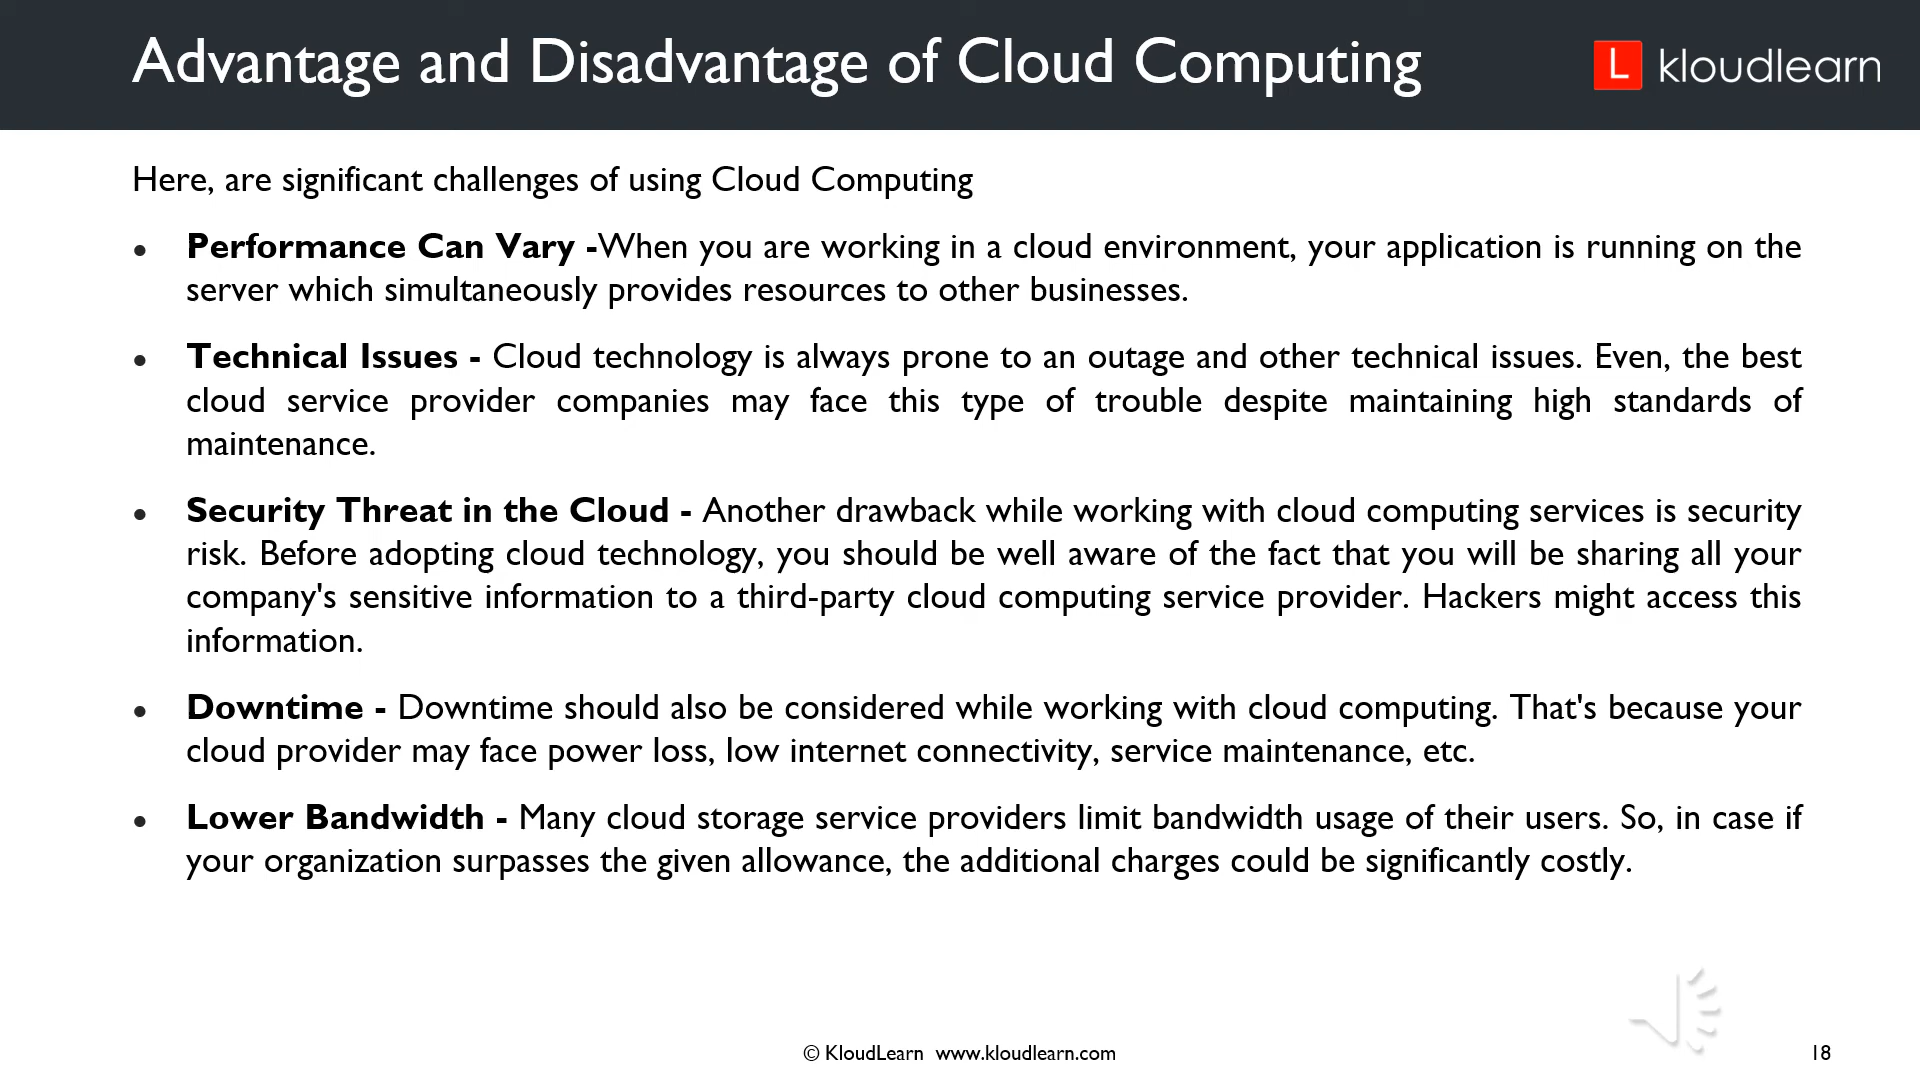 Advantage and Disadvantage of Cloud Computing
L kloudlearn
Here, are significant challenges of using Cloud Computing
● Performance Can Vary -When you are working in a cloud environment, your application is running on the
server which simultaneously provides resources to other businesses.
● Technical Issues - Cloud technology is always prone to an outage and other technical issues. Even, the best
cloud service provider companies may face this type of trouble despite maintaining high standards of
maintenance.
● Security Threat in the Cloud - Another drawback while working with cloud computing services is security
risk. Before adopting cloud technology, you should be well aware of the fact that you will be sharing all your
company's sensitive information to a third-party cloud computing service provider. Hackers might access this
information.
● Downtime - Downtime should also be considered while working with cloud computing. That's because your
cloud provider may face power loss, low internet connectivity, service maintenance, etc.
● Lower Bandwidth - Many cloud storage service providers limit bandwidth usage of their users. So, in case if
your organization surpasses the given allowance, the additional charges could be significantly costly.
© KloudLearn www.kloudlearn.com
18